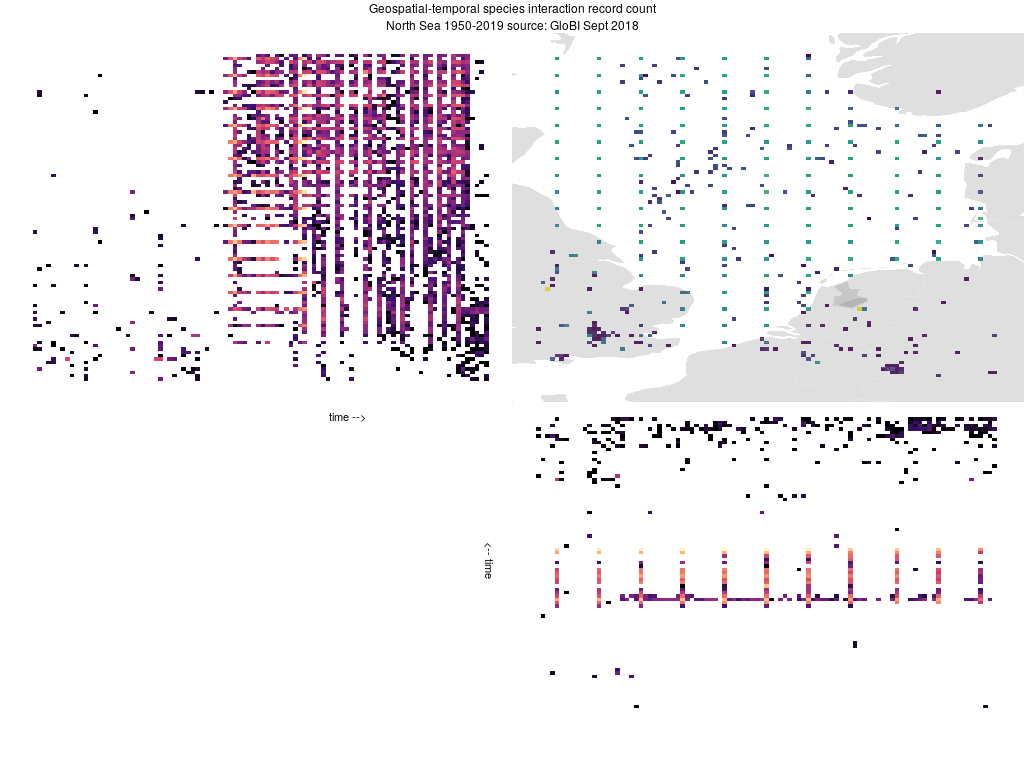 Geospatial-temporal species interaction record count
North Sea 1950-2019 source: GloBI Sept 2018
time -->
<-- time